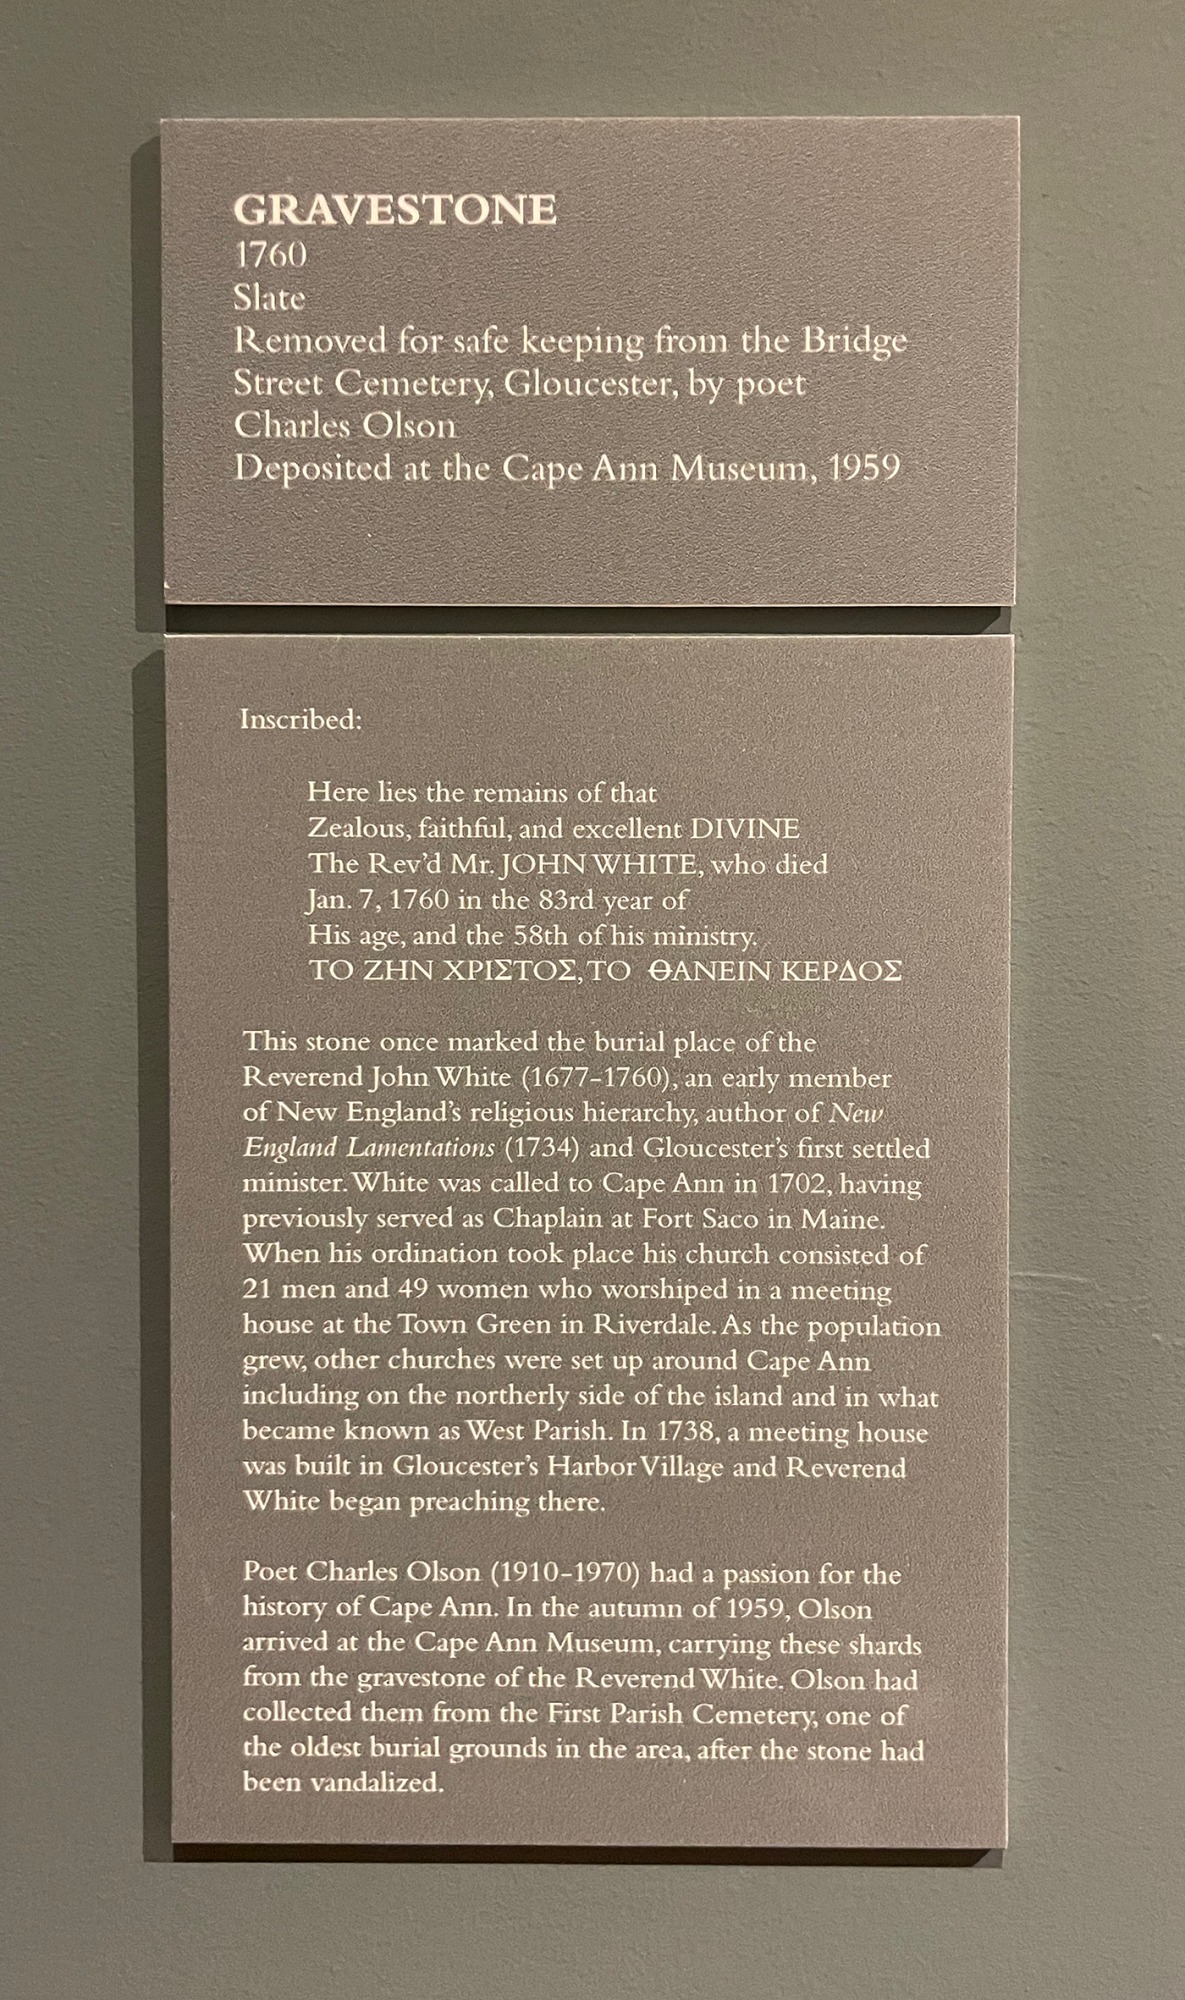 GRAVESTONE
1760
Slate
Removed for safe keeping from the Bridge
Street Cemetery, Gloucester, by poet
Charles Olson
Deposited at the Cape Ann Museum, 1959
Inscribed:
Here lies the remains of that
Zealous, faithful, and excellent DIVINE
The Rev'd Mr. JOHN WHITE, who died
Jan. 7, 1760 in the 83rd year of
His age, and the 58th of his ministry.
ΤΟ ΖΗΝ ΧΡΙΣΤΟΣ, ΤΟ ΘΑΝΕΙΝ ΚΕΡΔΟΣ
This stone once marked the burial place of the
Reverend John White (1677-1760), an early member
of New England's religious hierarchy, author of New
England Lamentations (1734) and Gloucester's first settled
minister. White was called to Cape Ann in 1702, having
previously served as Chaplain at Fort Saco in Maine.
When his ordination took place his church consisted of
21 men and 49 women who worshiped in a meeting
house at the Town Green in Riverdale. As the population
grew, other churches were set up around Cape Ann
including on the northerly side of the island and in what
became known as West Parish. In 1738, a meeting house
was built in Gloucester's Harbor Village and Reverend
White began preaching there.
Poet Charles Olson (1910-1970) had a passion for the
history of Cape Ann. In the autumn of 1959, Olson
arrived at the Cape Ann Museum, carrying these shards
from the gravestone of the Reverend White. Olson had
collected them from the First Parish Cemetery, one of
the oldest burial grounds in the area, after the stone had
been vandalized.